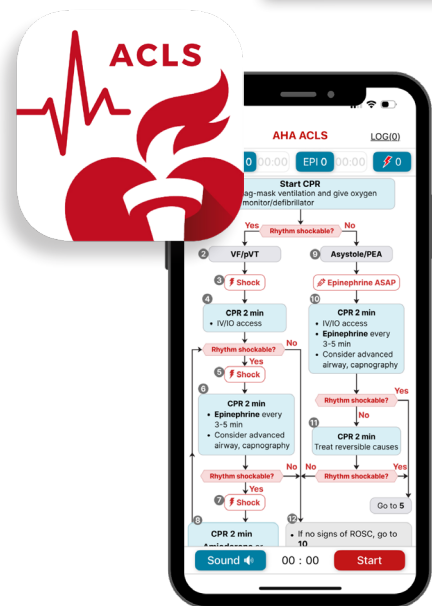 ACLS
AHA ACLS
LOG(0)
0 00:00
EPI 0 00:00
0
Start CPR
ag-mask ventilation and give oxygen
monitor/defibrillator
Rhythm shockable?
Yes
No
2
VF/pVT
9
Asystole/PEA
3
Shock
Epinephrine ASAP
4
CPR 2 min
• IV/IO access
10
CPR 2 min
• IV/IO access
• Epinephrine every
3-5 min
• Consider advanced
airway, capnography
Rhythm shockable?
No
Yes
5
Shock
6
CPR 2 min
• Epinephrine every
3-5 min
• Consider advanced
airway, capnography
Rhythm shockable?
Yes
No
11
CPR 2 min
Treat reversible causes
Rhythm shockable?
No
Yes
Rhythm shockable?
No
Yes
7
Shock
Go to 5
8
CPR 2 min
Amiodarone or
12
• If no signs of ROSC, go to
10
Sound
00 : 00
Start